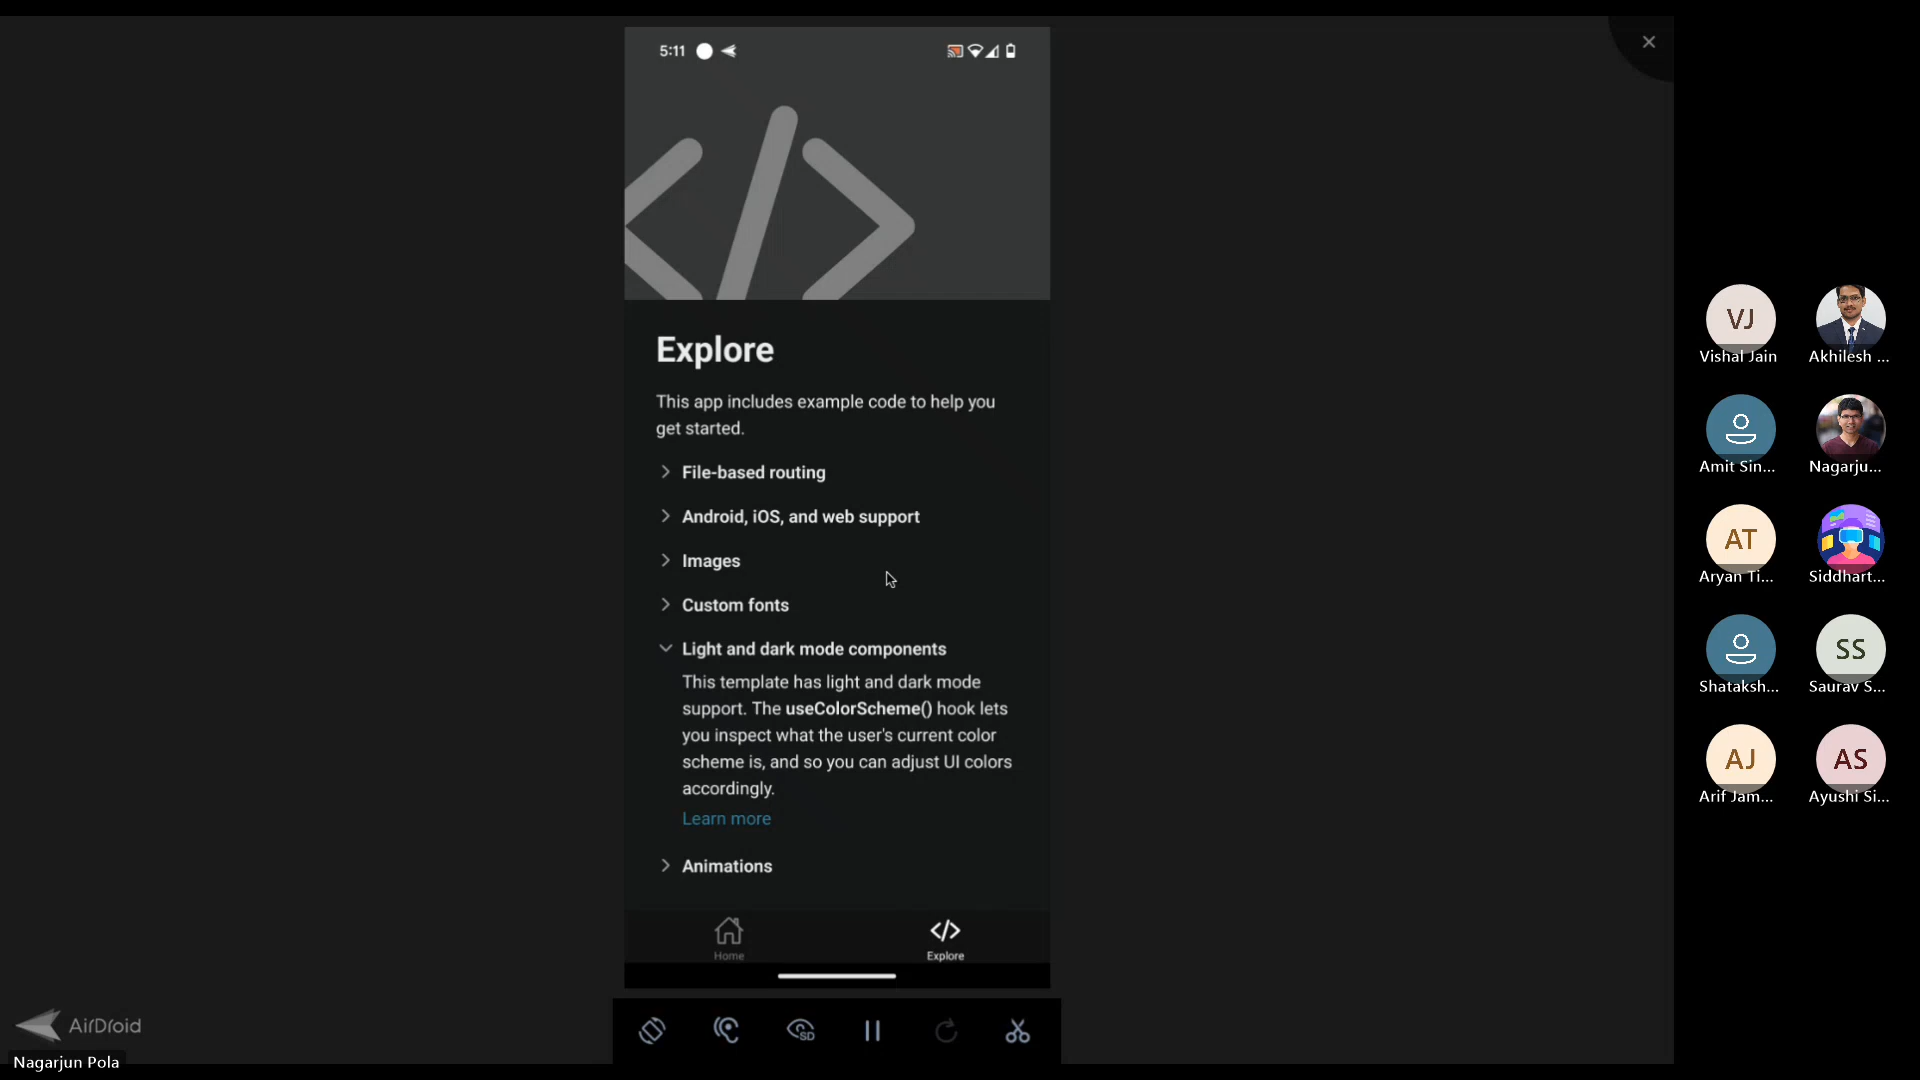 5:11
Explore
This app includes example code to help you
get started.
File-based routing
Android, iOS, and web support
Images
Custom fonts
Light and dark mode components
This template has light and dark mode
support. The useColorScheme() hook lets
you inspect what the user's current color
scheme is, and so you can adjust UI colors
accordingly.
Learn more
Animations
Home
Explore
SD
AirDroid
Nagarjun Pola
VJ
Vishal Jain
Akhilesh ...
Amit Sin...
Nagarju...
AT
Aryan Ti...
Siddhart...
Shataksh...
SS
Saurav S...
AJ
Arif Jam...
AS
Ayushi Si...